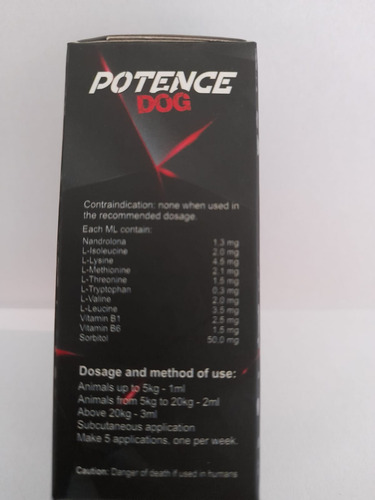 POTENCE
DOG
Contraindication: none when used in
the recommended dosage.
Each ML contain:
Nandrolona 1.3 mg
L-Isoleucine 2.0 mg
L-Lysine 4.6 mg
L-Methionine 2.1 mg
L-Threonine 1.5 mg
L-Tryptophan 0.3 mg
L-Valine 2.0 mg
L-Leucine 3.5 mg
Vitamin B1 2.5 mg
Vitamin B6 1.5 mg
Sorbitol 50.0 mg
Dosage and method of use:
Animals up to 5kg - 1ml
Animals from 5kg to 20kg - 2ml
Above 20kg - 3ml
Subcutaneous application
Make 5 applications, one per week.
Caution: Danger of death if used in humans